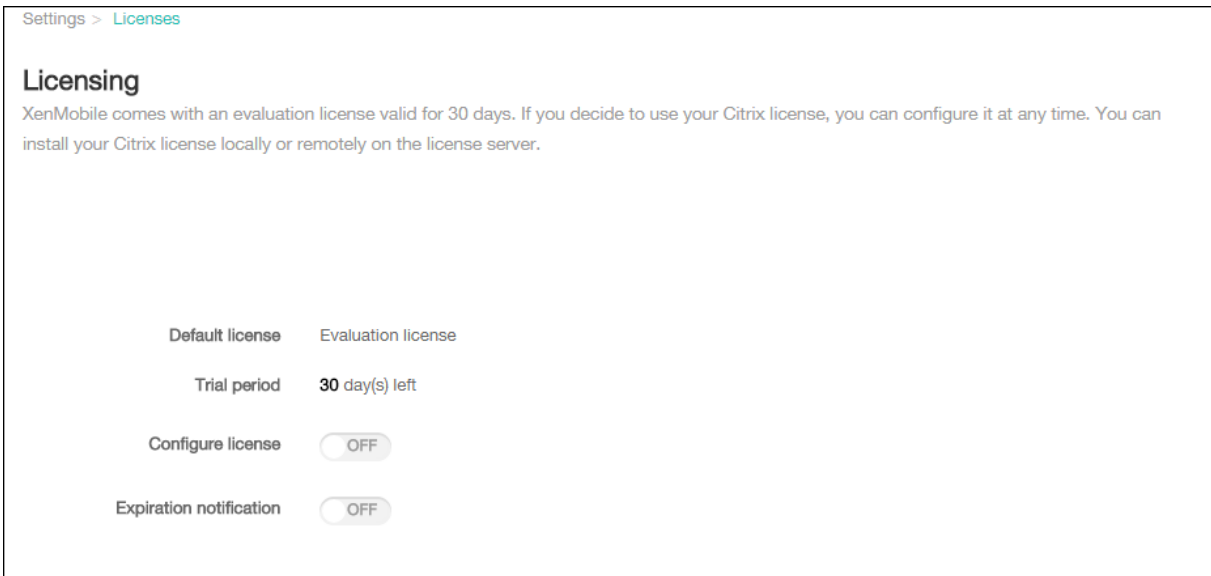 Settings > Licenses
Licensing
XenMobile comes with an evaluation license valid for 30 days. If you decide to use your Citrix license, you can configure it at any time. You can
install your Citrix license locally or remotely on the license server.
Default license Evaluation license
Trial period 30 day(s) left
Configure license OFF
Expiration notification OFF